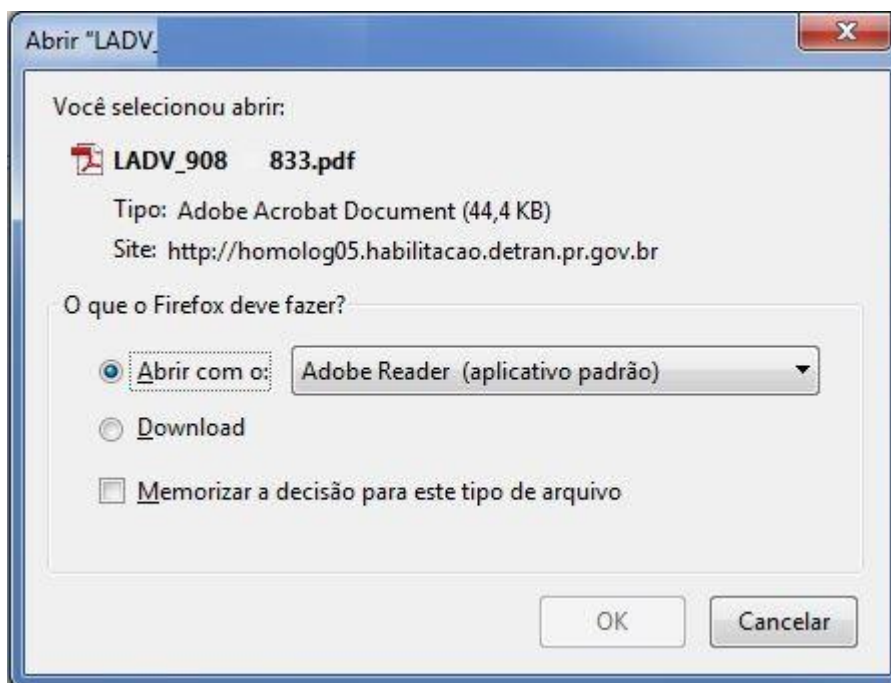 Abrir "LADV_
Você selecionou abrir:
LADV_908 833.pdf
Tipo: Adobe Acrobat Document (44,4 KB)
Site: http://homolog05.habilitacao.detran.pr.gov.br
O que o Firefox deve fazer?
Abrir com o: Adobe Reader (aplicativo padrão)
Download
Memorizar a decisão para este tipo de arquivo
OK Cancelar